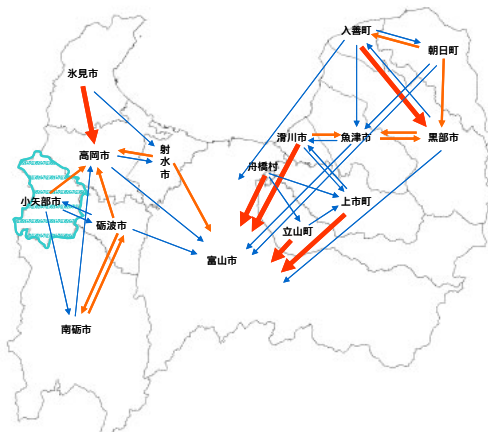 入善町
朝日町
氷見市
滑川市
魚津市
黒部市
高岡市
射
水
市
舟橋村
小矢部市
上市町
砺波市
立山町
富山市
南砺市